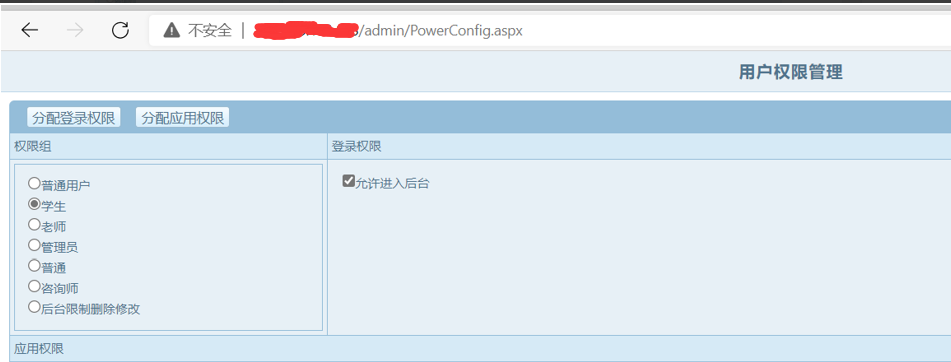 不安全 | /admin/PowerConfig.aspx
用户权限管理
分配登录权限 分配应用权限
权限组 登录权限
普通用户 允许进入后台
学生
老师
管理员
普通
咨询师
后台限制删除修改
应用权限